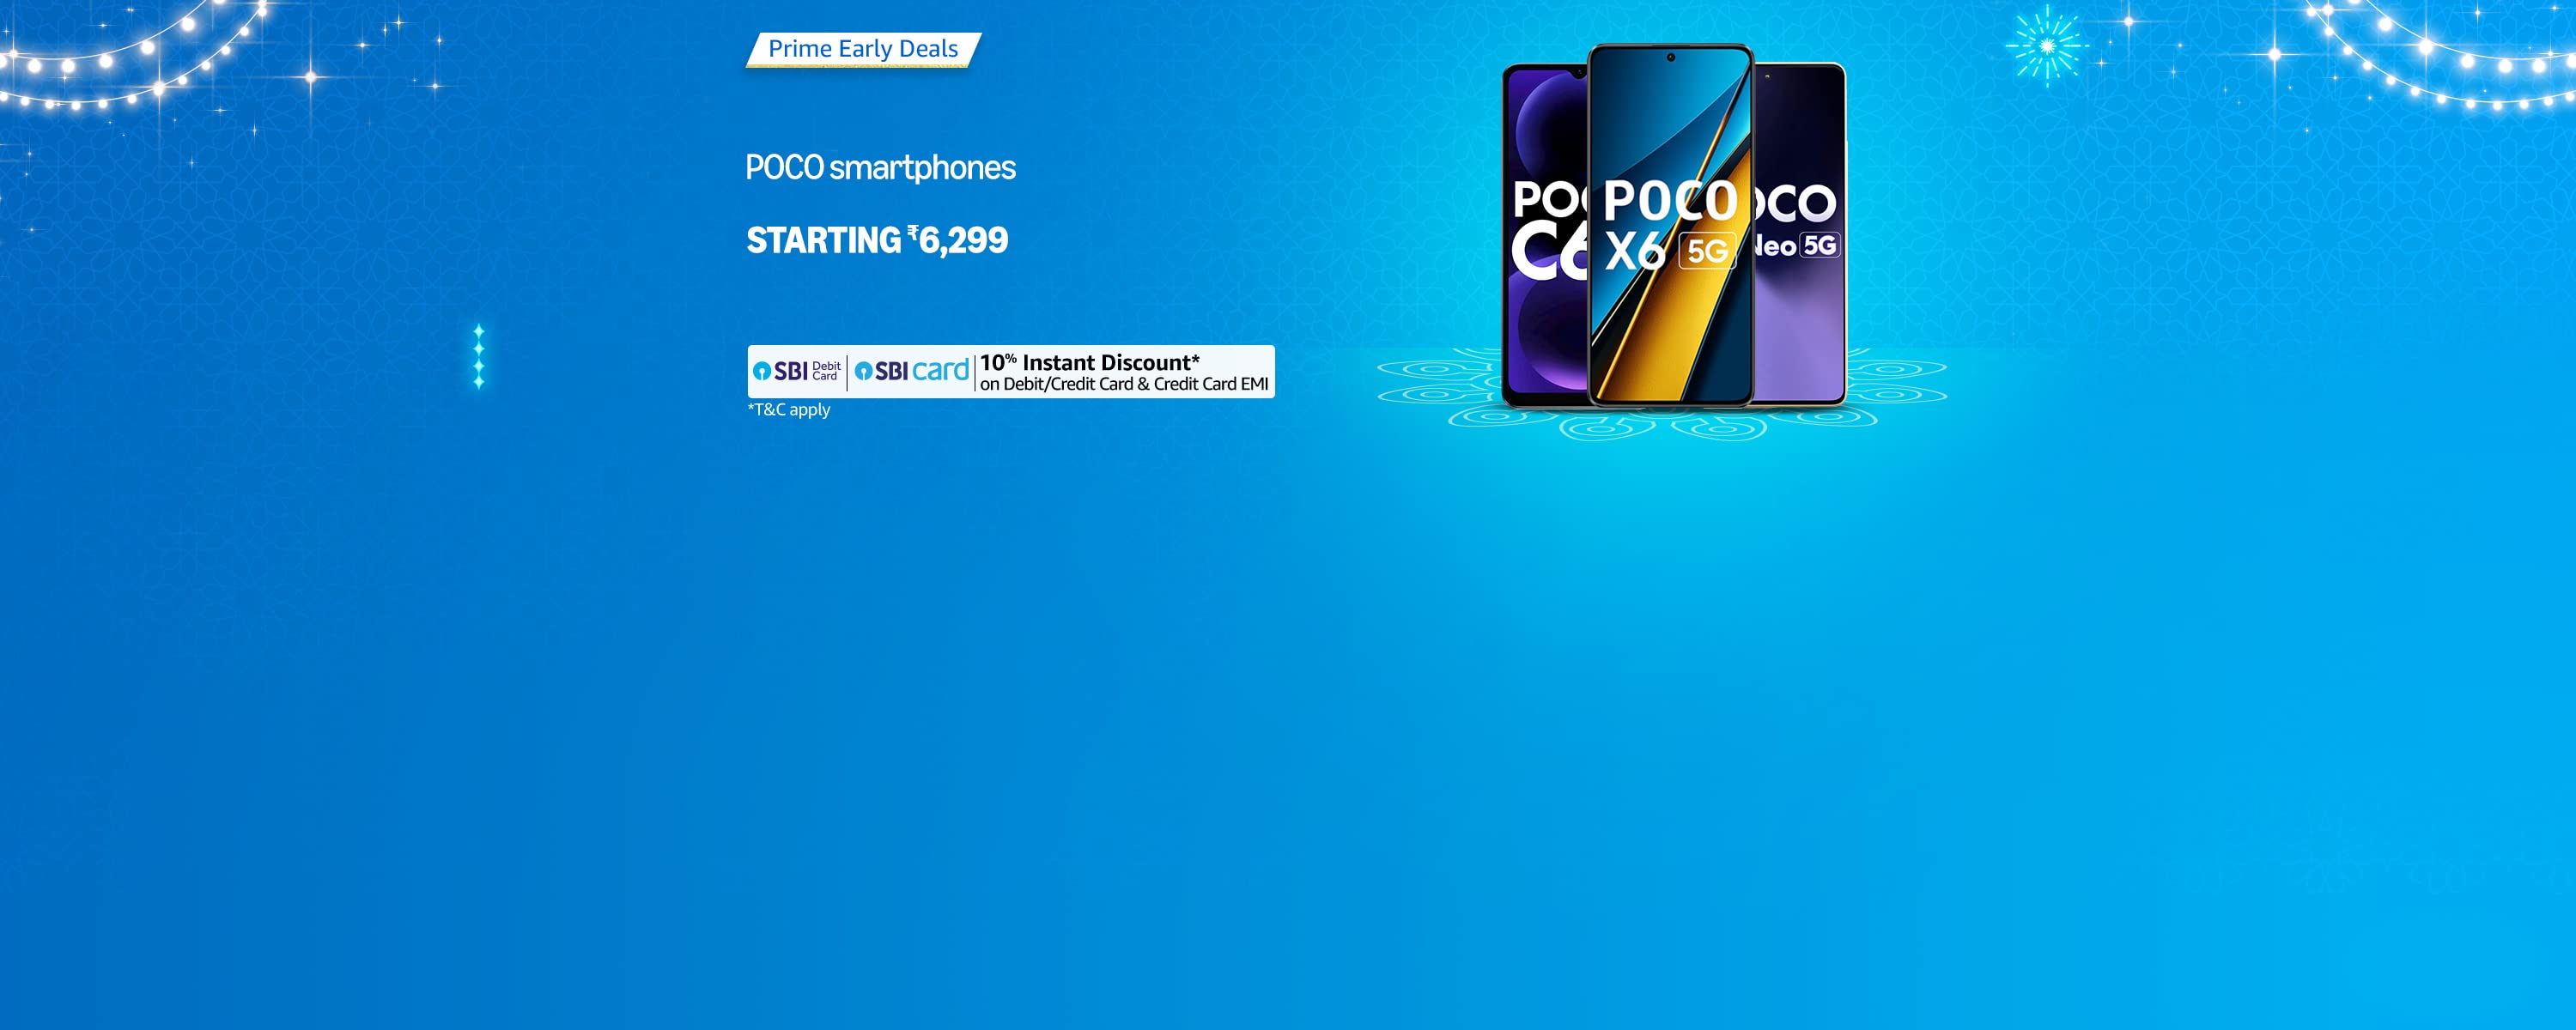 Prime Early Deals
POCO smartphones
STARTING ₹6,299
SBI Debit Card | SBI card | 10% Instant Discount*
on Debit/Credit Card & Credit Card EMI
*T&C apply
POCO
X6 5G
Neo 5G